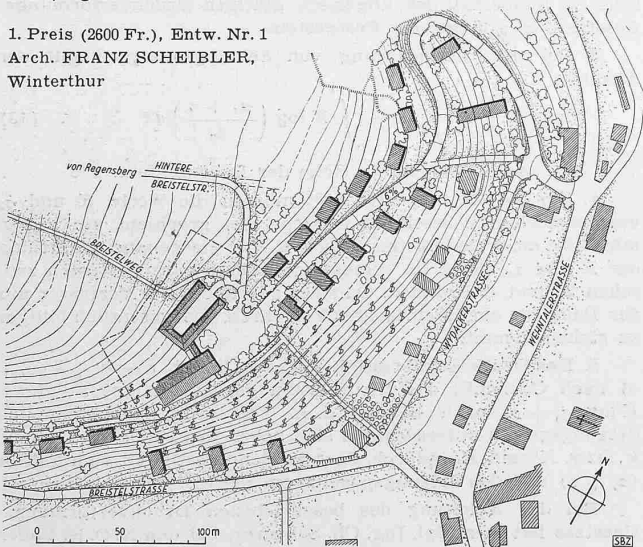 1. Preis (2600 Fr.), Entw. Nr. 1
Arch. FRANZ SCHEIBLER,
Winterthur
von Regensberg
HINTERE
BREISTELSTR.
BREISTELWEG
6%
WEHNTALERSTRASSE
BREISTELSTRASSE
0 50 100m
N
SBZ